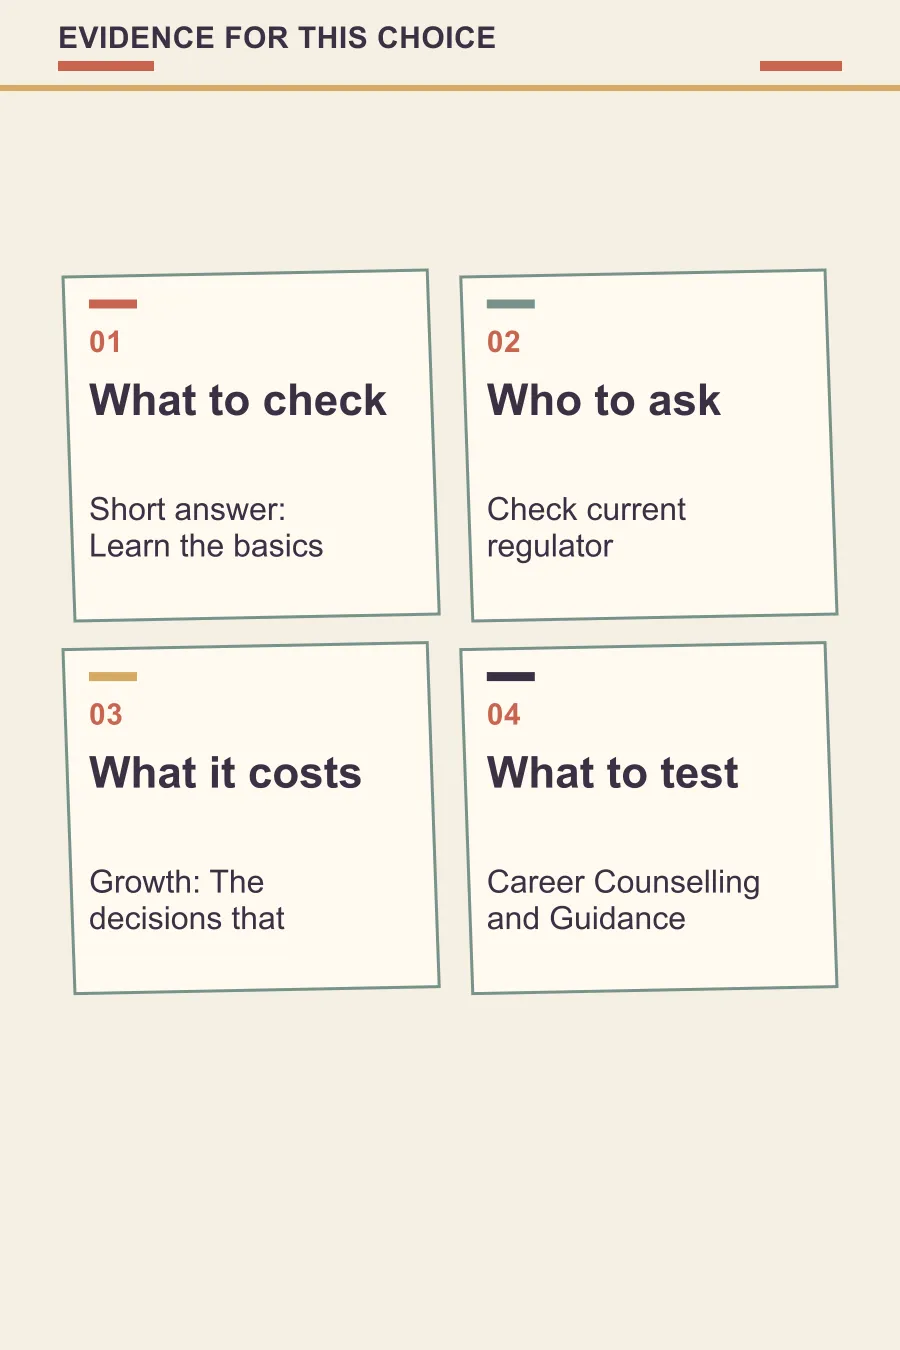 EVIDENCE FOR THIS CHOICE
01
What to check
Short answer:
Learn the basics
02
Who to ask
Check current
regulator
03
What it costs
Growth: The
decisions that
04
What to test
Career Counselling
and Guidance